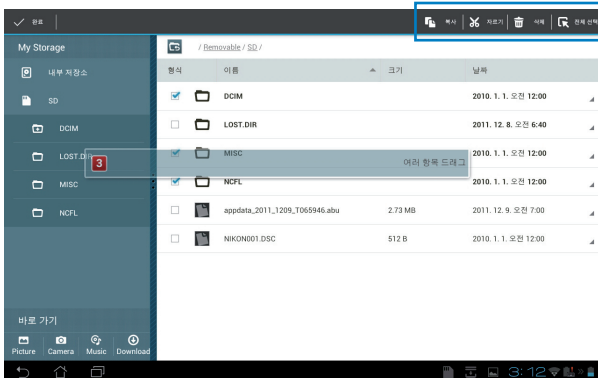 완료 복사 자르기 삭제 전체 선택
My Storage / Removable / SD /
내부 저장소 형식 이름 크기 날짜
SD DCIM 2010. 1. 1. 오전 12:00
DCIM LOST.DIR 2011. 12. 8. 오전 6:40
LOST.DIR MISC 2010. 1. 1. 오전 12:00
3 여러 항목 드래그
MISC NCFL 2010. 1. 1. 오전 12:00
NCFL appdata_2011_1209_T065946.abu 2.73 MB 2011. 12. 9. 오전 7:00
NIKON001.DSC 512 B 2010. 1. 1. 오전 12:00
바로 가기
Picture Camera Music Download
3:12